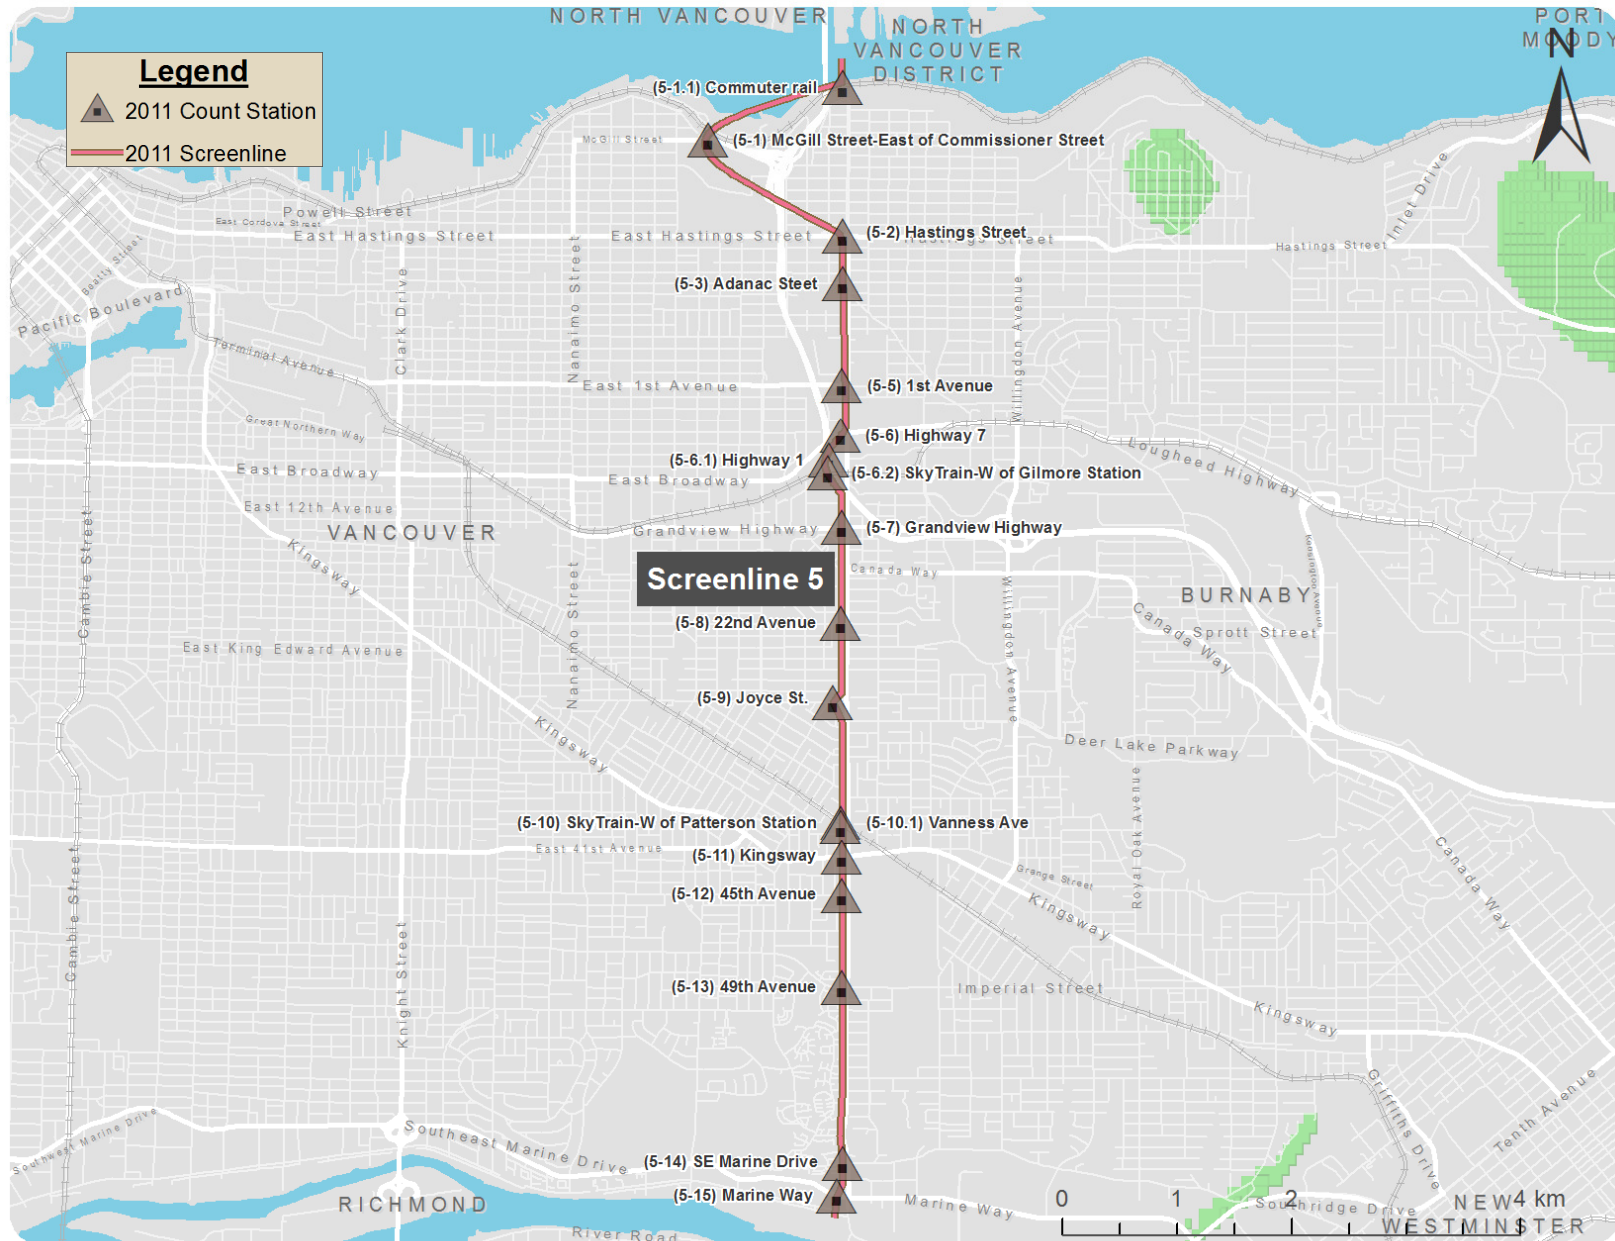 NORTH VANCOUVER
NORTH
VANCOUVER
DISTRICT
PORT
MOODY
N
Legend
2011 Count Station
2011 Screenline
(5-1.1) Commuter rail
McGill Street
(5-1) McGill Street-East of Commissioner Street
Inlet Drive
Powell Street
East Cordova Street
East Hastings Street
East Hastings Street
(5-2) Hastings Street
Hastings Street
Hastings Street
Beatty Street
Pacific Boulevard
Clark Drive
Nanaimo Street
(5-3) Adanac Steet
Willingdon Avenue
Terminal Avenue
East 1st Avenue
(5-5) 1st Avenue
Great Northern Way
(5-6) Highway 7
Lougheed Highway
(5-6.1) Highway 1
(5-6.2) SkyTrain-W of Gilmore Station
East Broadway
East Broadway
East 12th Avenue
VANCOUVER
Grandview Highway
(5-7) Grandview Highway
Cambie Street
Kingsway
Screenline 5
Canada Way
Kensington Avenue
BURNABY
Nanaimo Street
Willingdon Avenue
(5-8) 22nd Avenue
Canada Way
Sprott Street
East King Edward Avenue
(5-9) Joyce St.
Kingsway
Deer Lake Parkway
Royal Oak Avenue
(5-10) SkyTrain-W of Patterson Station
(5-10.1) Vanness Ave
East 41st Avenue
(5-11) Kingsway
Grange Street
Canada Way
(5-12) 45th Avenue
Kingsway
Cambie Street
Knight Street
(5-13) 49th Avenue
Imperial Street
Kingsway
Griffiths Drive
Tenth Avenue
Southwest Marine Drive
Southeast Marine Drive
(5-14) SE Marine Drive
(5-15) Marine Way
Marine Way
RICHMOND
River Road
0 1 2 4 km
Southridge Drive
NEW
WESTMINSTER